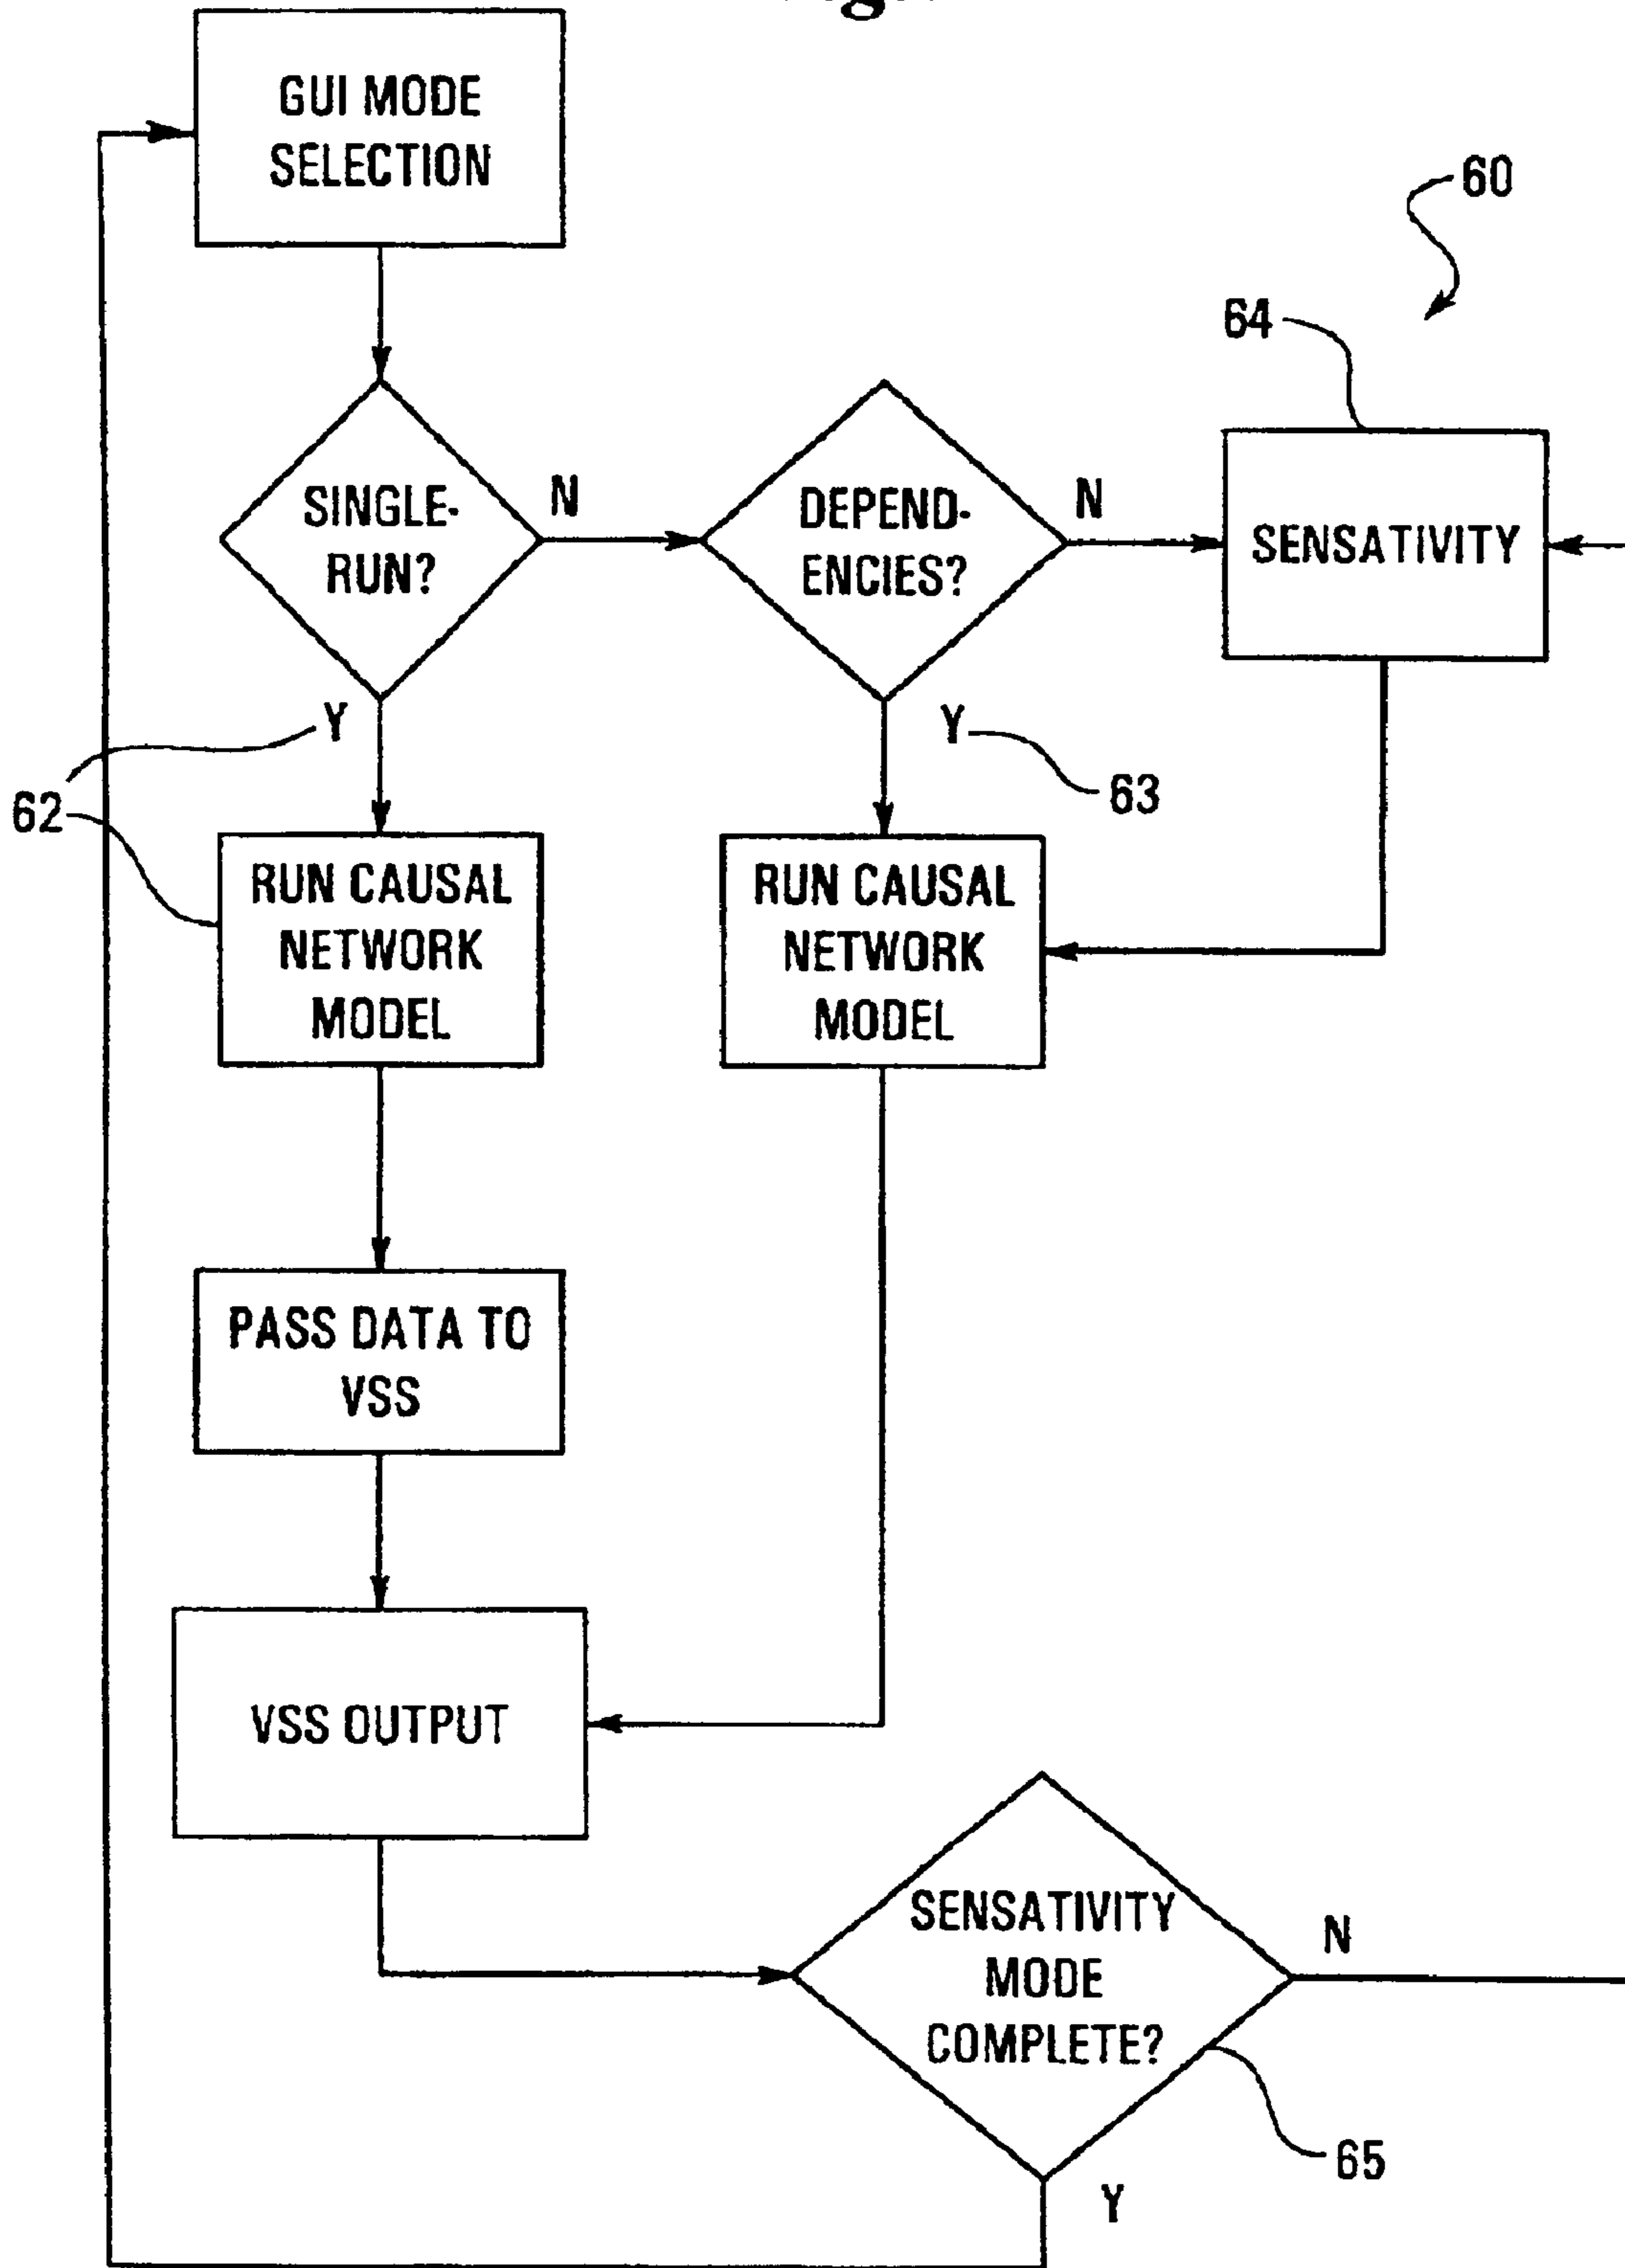 GUI MODE
SELECTION
60
64
SINGLE-
RUN?
N
DEPEND-
ENCIES?
N
SENSATIVITY
Y
Y
63
62
RUN CAUSAL
NETWORK
MODEL
RUN CAUSAL
NETWORK
MODEL
PASS DATA TO
VSS
VSS OUTPUT
SENSATIVITY
MODE
COMPLETE?
N
65
Y